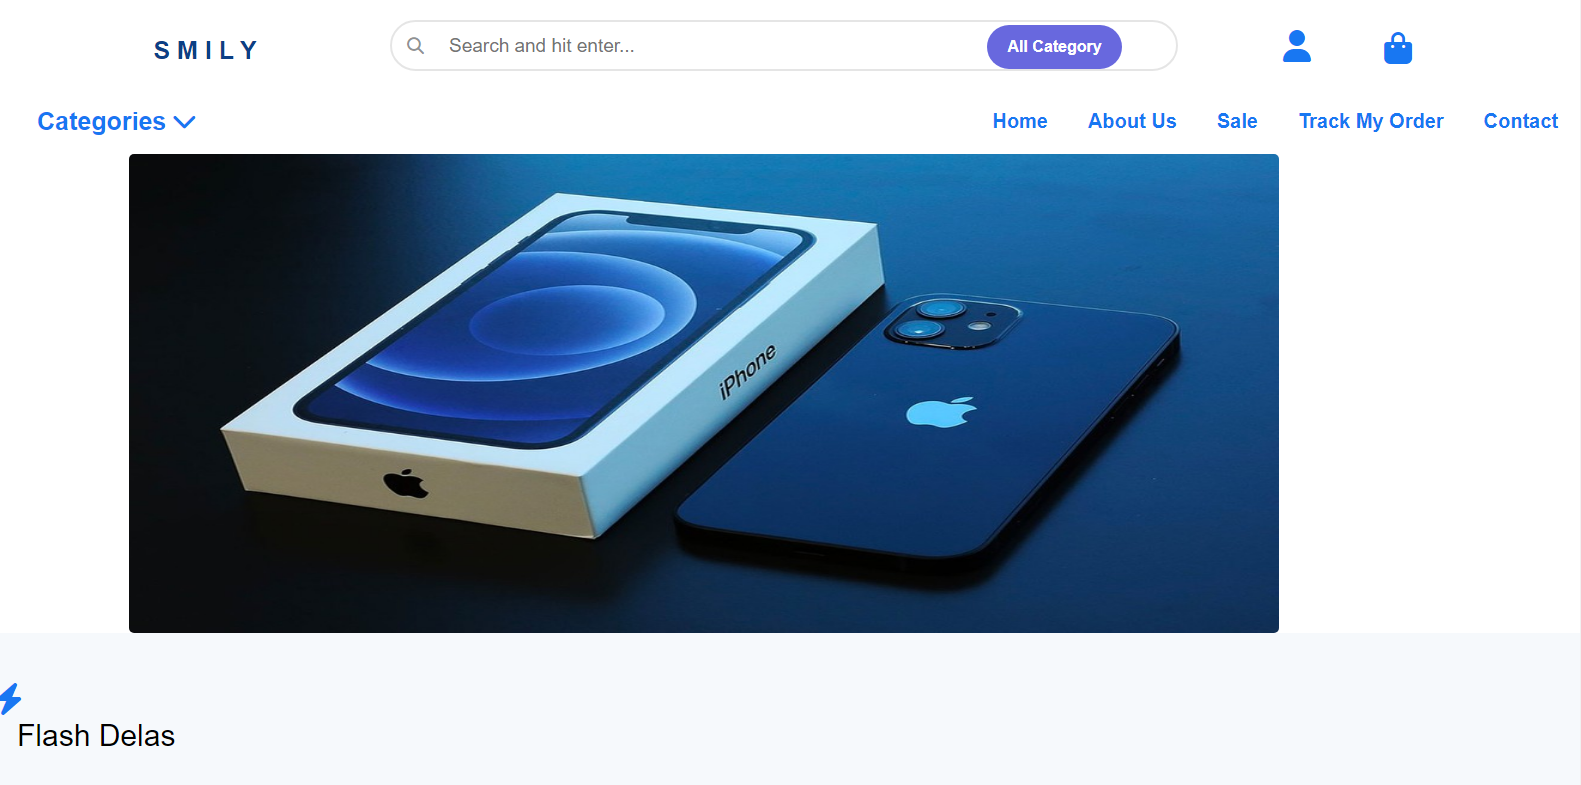 SMILY
Search and hit enter...
All Category
Categories
Home
About Us
Sale
Track My Order
Contact
iPhone
Flash Delas